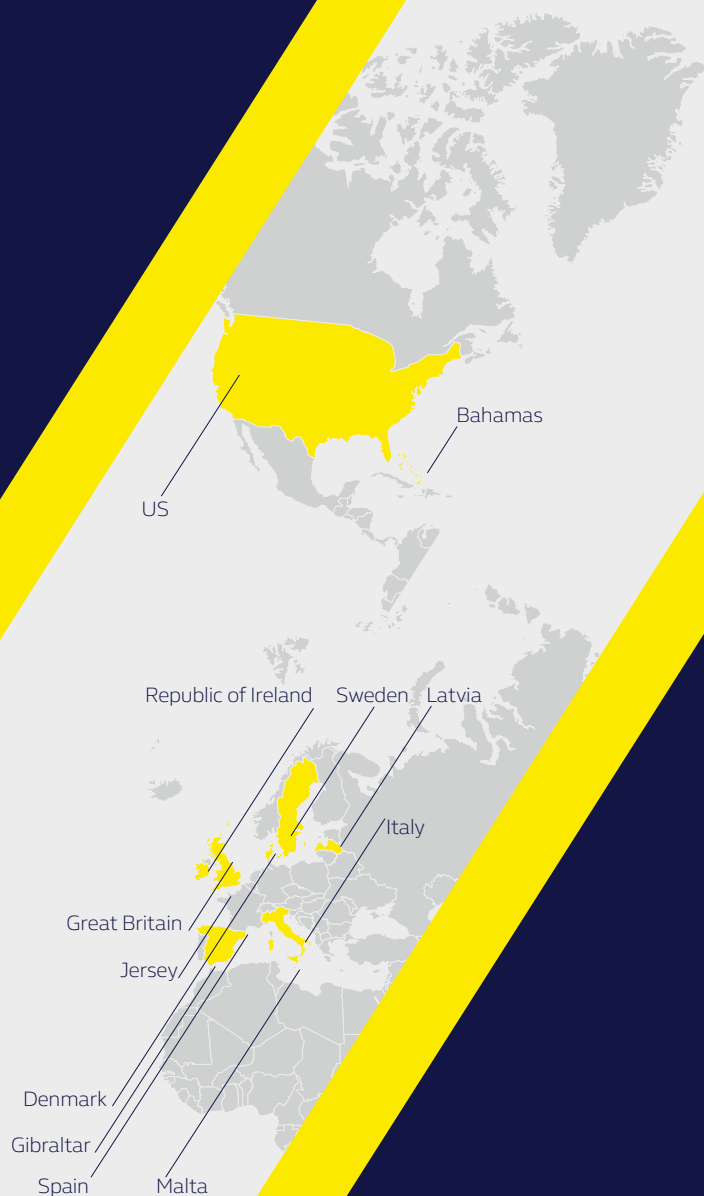 Bahamas
US
Republic of Ireland
Sweden
Latvia
Italy
Great Britain
Jersey
Denmark
Gibraltar
Spain
Malta